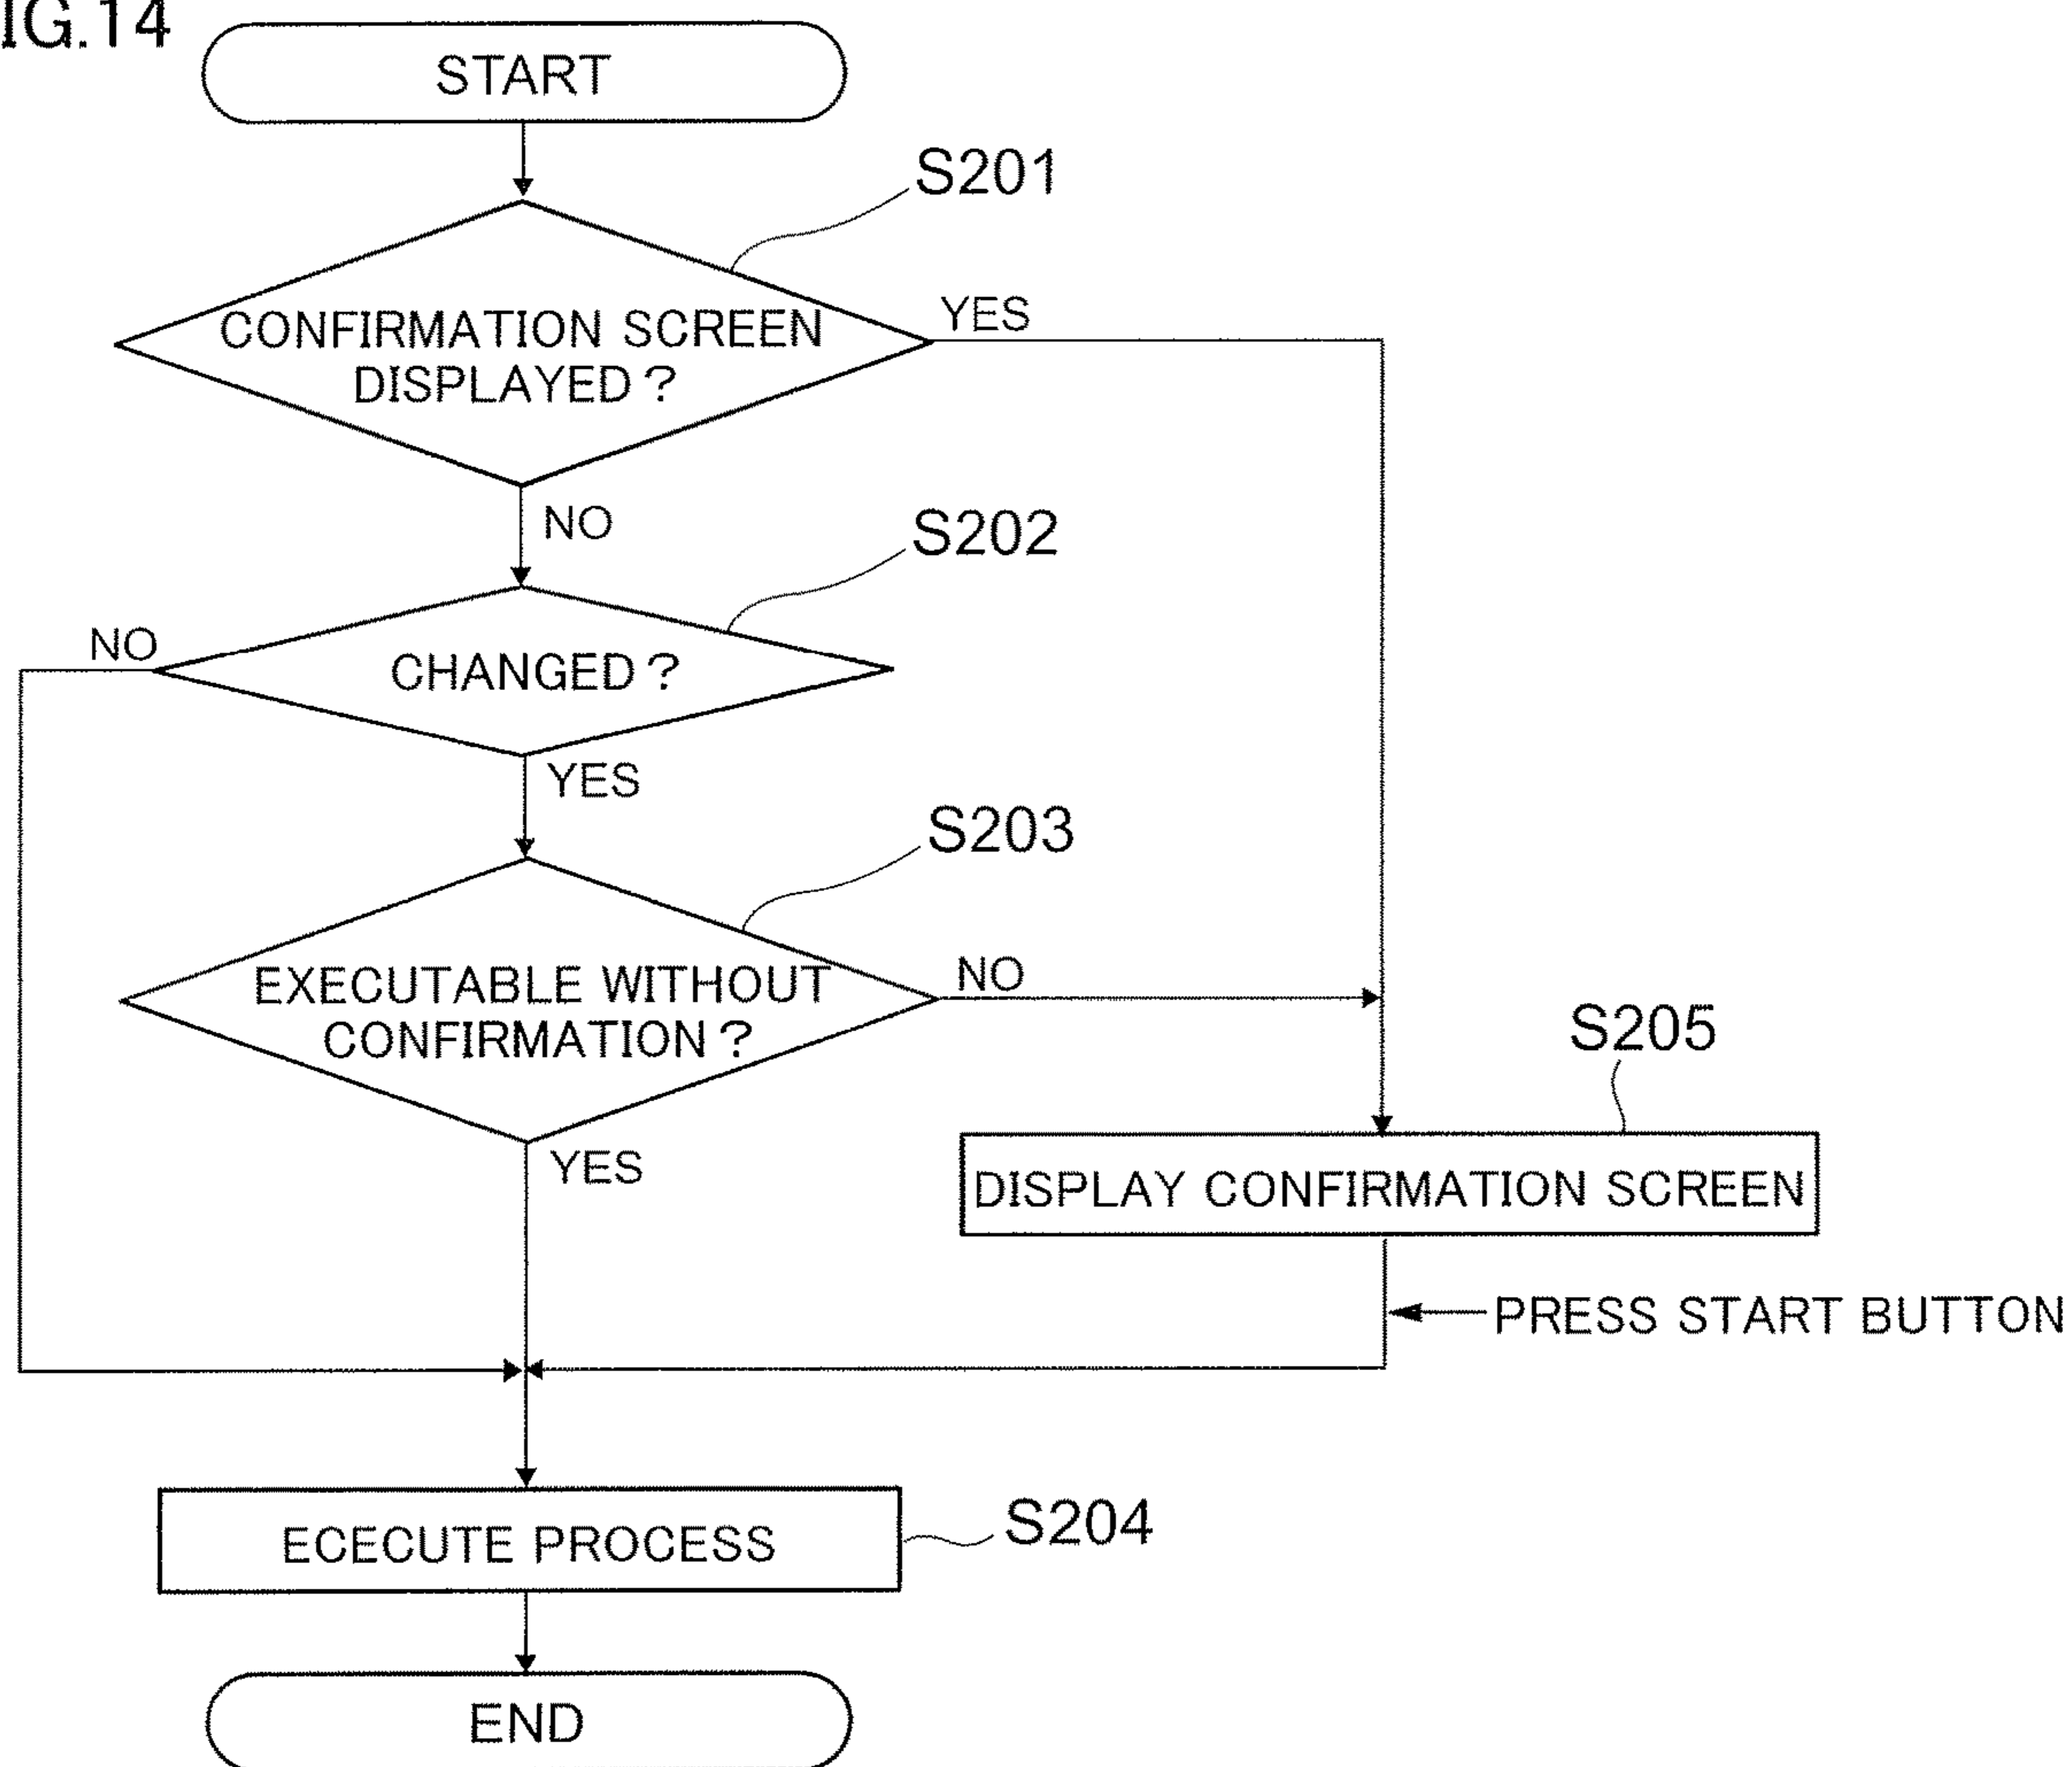 IG.14
START
S201
CONFIRMATION SCREEN
DISPLAYED?
YES
NO
S202
NO
CHANGED?
YES
S203
EXECUTABLE WITHOUT
CONFIRMATION?
NO
S205
YES
DISPLAY CONFIRMATION SCREEN
PRESS START BUTTON
ECECUTE PROCESS
S204
END